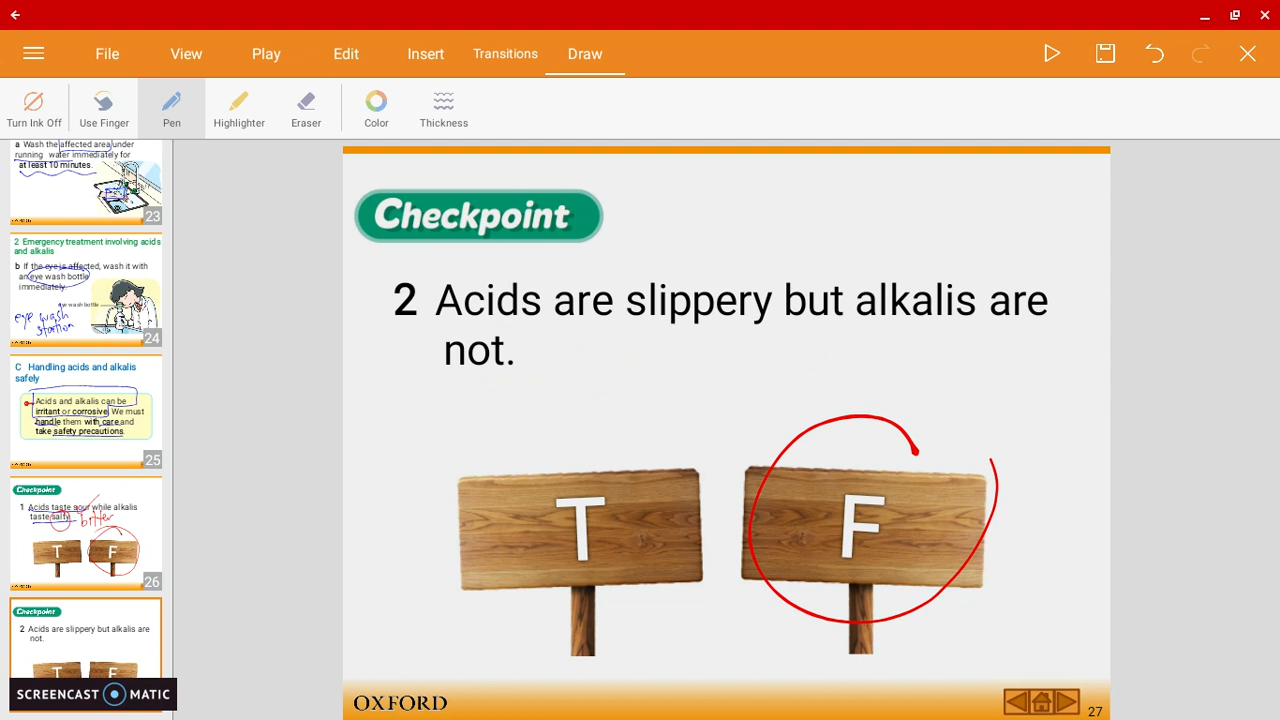 File View Play Edit Insert Transitions Draw
Turn Ink Off Use Finger Pen Highlighter Eraser Color Thickness
a Wash the affected area under
running water immediately for
at least 10 minutes.
23
2 Emergency treatment involving acids
and alkalis
b If the eye is affected, wash it with
an eye wash bottle
immediately.
eye wash bottle
eye wash
station
24
C Handling acids and alkalis
safely
Acids and alkalis can be
irritant or corrosive. We must
handle them with care and
take safety precautions.
25
Checkpoint
1 Acids taste sour while alkalis
taste salty.
bitter
T F
26
Checkpoint
2 Acids are slippery but alkalis are
not.
T F
SCREENCAST MATIC
Checkpoint
2 Acids are slippery but alkalis are
not.
T F
OXFORD
27